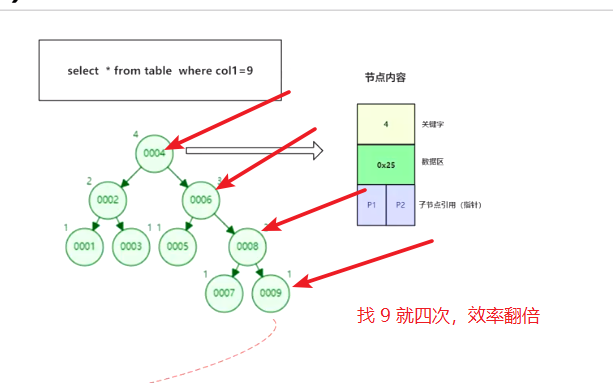 select * from table where col1=9
节点内容
4
关键字
0x25
数据区
P1 P2 子节点引用（指针）
4
0004
2
0002 0006
1 1 1
0001 0003 0005 0008
1 1
0007 0009
找 9 就四次，效率翻倍